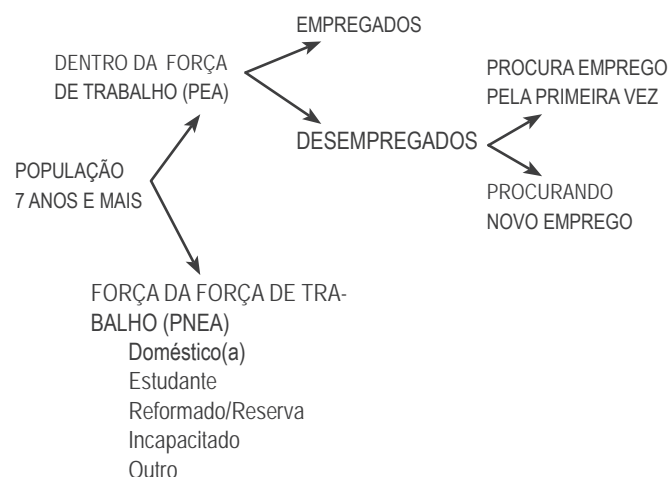 EMPREGADOS
DENTRO DA FORÇA
DE TRABALHO (PEA)
PROCURA EMPREGO
PELA PRIMEIRA VEZ
DESEMPREGADOS
POPULAÇÃO
7 ANOS E MAIS
PROCURANDO
NOVO EMPREGO
FORÇA DA FORÇA DE TRA-
BALHO (PNEA)
Doméstico(a)
Estudante
Reformado/Reserva
Incapacitado
Outro